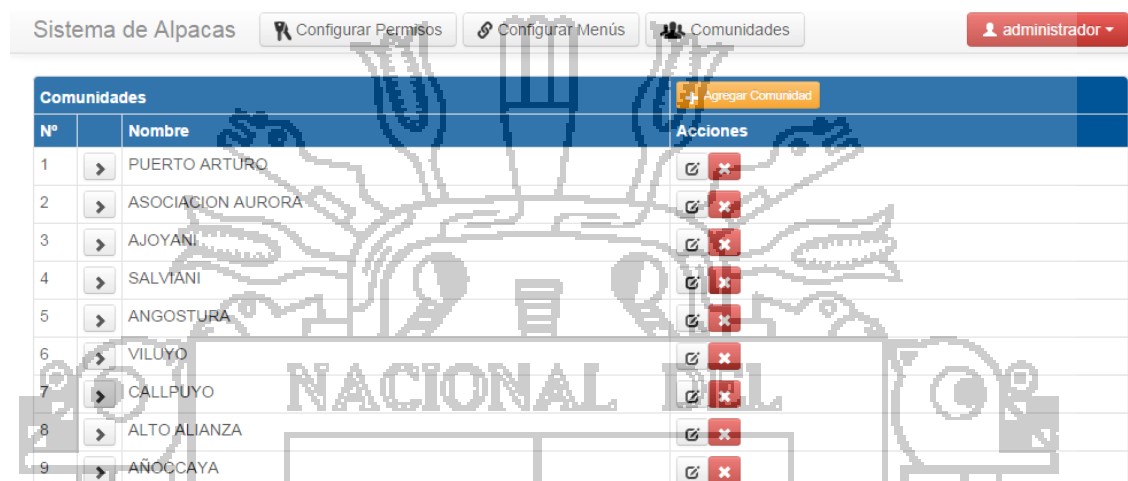 Sistema de Alpacas Configurar Permisos Configurar Menús Comunidades administrador
Comunidades Agregar Comunidad
Nº Nombre Acciones
1 PUERTO ARTURO
2 ASOCIACION AURORA
3 AJOYANI
4 SALVIANI
5 ANGOSTURA
6 VILUYO
7 CALLPUYO
8 ALTO ALIANZA
9 AÑOCCAYA
NACIONAL DEL